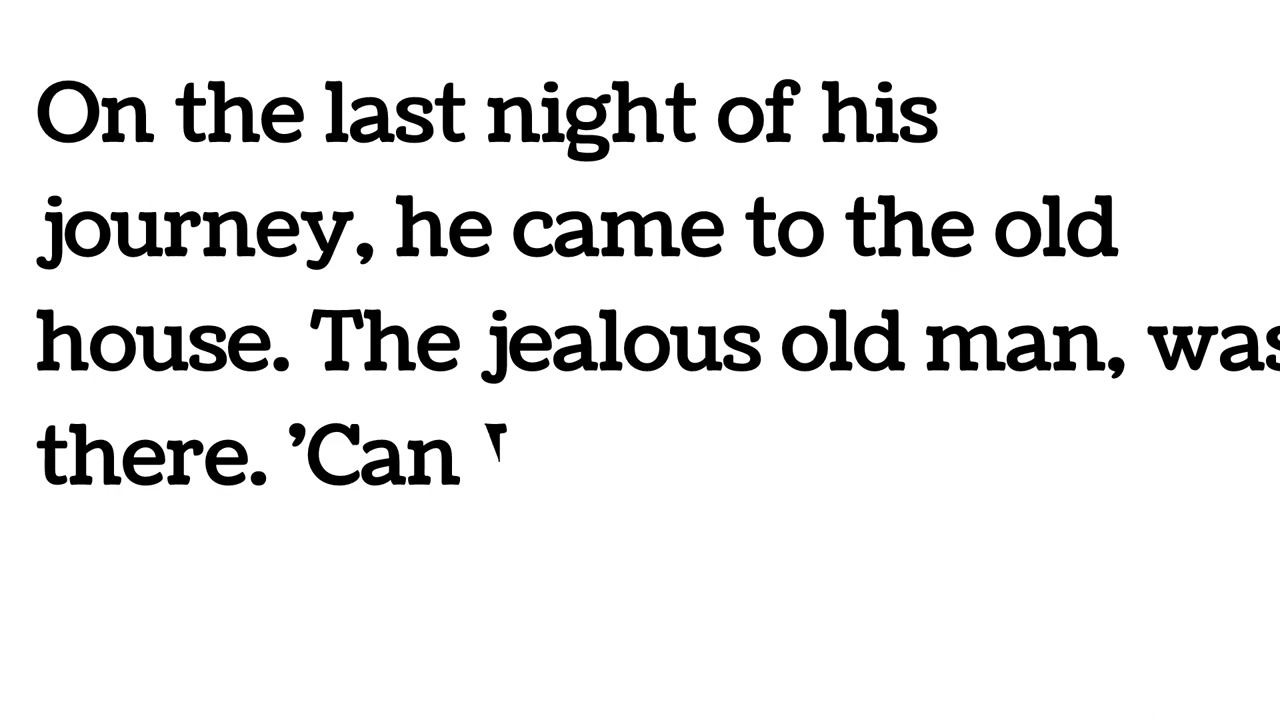 On the last night of his
journey, he came to the old
house. The jealous old man, was
there. ’Can